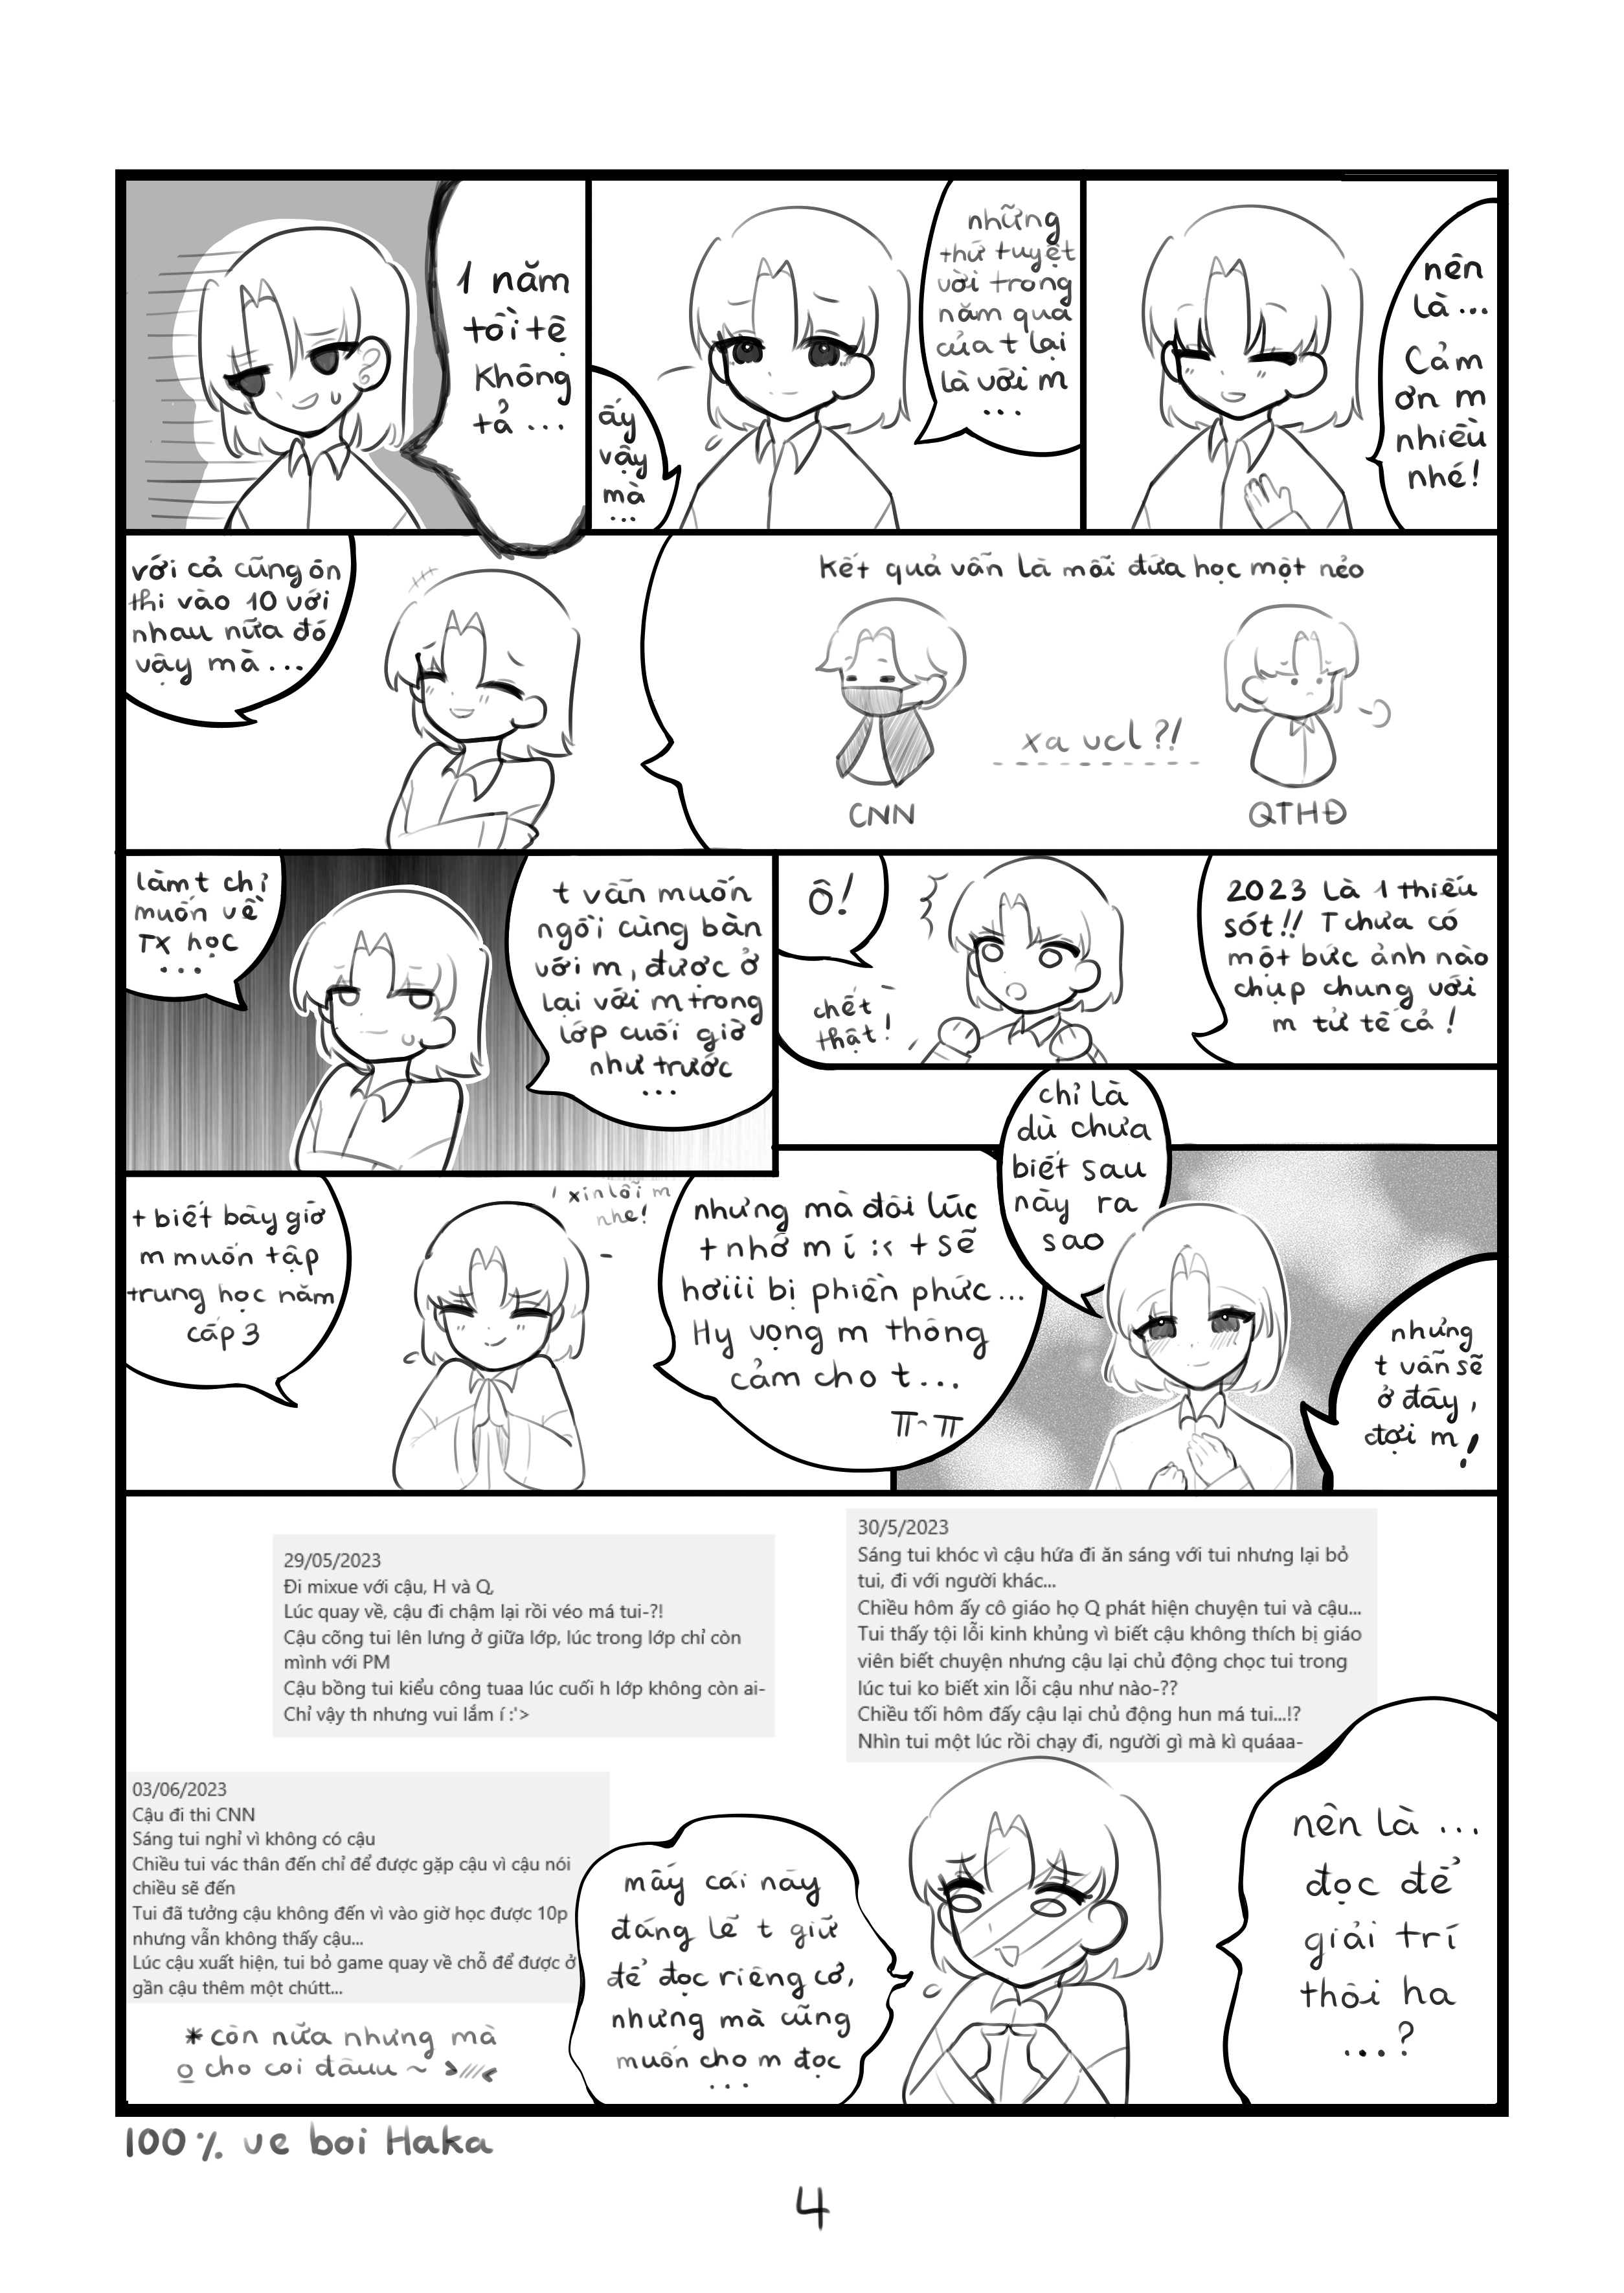 1 năm
tồi tệ
Không
tả...
ấy
vậy
mà
...
những
thứ tuyệt
vời trong
năm qua
của t lại
là với m
...
nên
là...
Cảm
ơn m
nhiều
nhé!
với cả cũng ôn
thi vào 10 với
nhau nữa đó
vậy mà...
kết quả vẫn là mỗi đứa học một nẻo
xa vcl?!
CNN
QTHĐ
làm t chỉ
muốn về
TX học
...
t vẫn muốn
ngồi cùng bàn
với m, được ở
lại với m trong
lớp cuối giờ
như trước
...
Ô!
chết
thật!
2023 là 1 thiếu
sót!! T chưa có
một bức ảnh nào
chụp chung với
m tử tế cả!
t biết bây giờ
m muốn tập
trung học năm
cấp 3
xin lỗi m
nhe!
nhưng mà đôi lúc
t nhớ m í :< t sẽ
hơiii bị phiền phức...
Hy vọng m thông
cảm cho t...
π~π
chỉ là
dù chưa
biết sau
này ra
sao
nhưng
t vẫn sẽ
ở đây,
đợi m!
29/05/2023
Đi mixue với cậu, H và Q,
Lúc quay về, cậu đi chậm lại rồi véo má tui-?!
Cậu cõng tui lên lưng ở giữa lớp, lúc trong lớp chỉ còn
mình với PM
Cậu bồng tui kiểu công tuaa lúc cuối h lớp không còn ai-
Chỉ vậy th nhưng vui lắm í :'>
30/5/2023
Sáng tui khóc vì cậu hứa đi ăn sáng với tui nhưng lại bỏ
tui, đi với người khác...
Chiều hôm ấy cô giáo họ Q phát hiện chuyện tui và cậu...
Tui thấy tội lỗi kinh khủng vì biết cậu không thích bị giáo
viên biết chuyện nhưng cậu lại chủ động chọc tui trong
lúc tui ko biết xin lỗi cậu như nào-??
Chiều tối hôm đấy cậu lại chủ động hun má tui...!?
Nhìn tui một lúc rồi chạy đi, người gì mà kì quáaa-
03/06/2023
Cậu đi thi CNN
Sáng tui nghỉ vì không có cậu
Chiều tui vác thân đến chỉ để được gặp cậu vì cậu nói
chiều sẽ đến
Tui đã tưởng cậu không đến vì vào giờ học được 10p
nhưng vẫn không thấy cậu...
Lúc cậu xuất hiện, tui bỏ game quay về chỗ để được ở
gần cậu thêm một chútt...
*còn nữa nhưng mà
o cho coi đâuu ~
mấy cái này
đáng lẽ t giữ
để đọc riêng cơ,
nhưng mà cũng
muốn cho m đọc
...
nên là...
đọc để
giải trí
thôi ha
...?
100% ve boi Haka
4